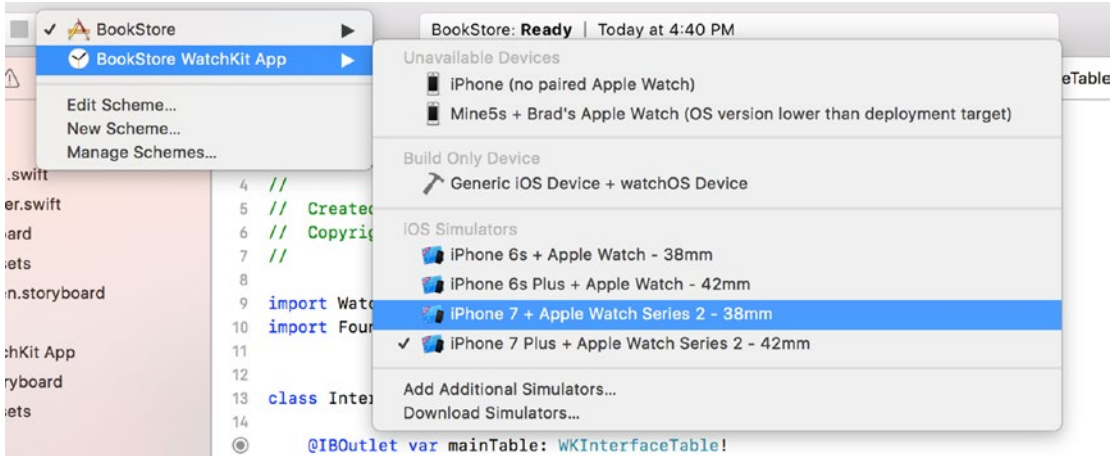 BookStore
BookStore: Ready | Today at 4:40 PM
BookStore WatchKit App
Unavailable Devices
iPhone (no paired Apple Watch)
eTable
Mine5s + Brad's Apple Watch (OS version lower than deployment target)
Edit Scheme...
New Scheme...
Manage Schemes...
Build Only Device
Generic iOS Device + watchOS Device
iOS Simulators
iPhone 6s + Apple Watch - 38mm
iPhone 6s Plus + Apple Watch - 42mm
iPhone 7 + Apple Watch Series 2 - 38mm
iPhone 7 Plus + Apple Watch Series 2 - 42mm
Add Additional Simulators...
Download Simulators...
.swift
er.swift
ard
sets
n.storyboard
hKit App
ryboard
ets
4 //
5 // Created
6 // Copyrig
7 //
8
9 import Watc
10 import Foun
11
12
13 class Inter
14
@IBOutlet var mainTable: WKInterfaceTable!